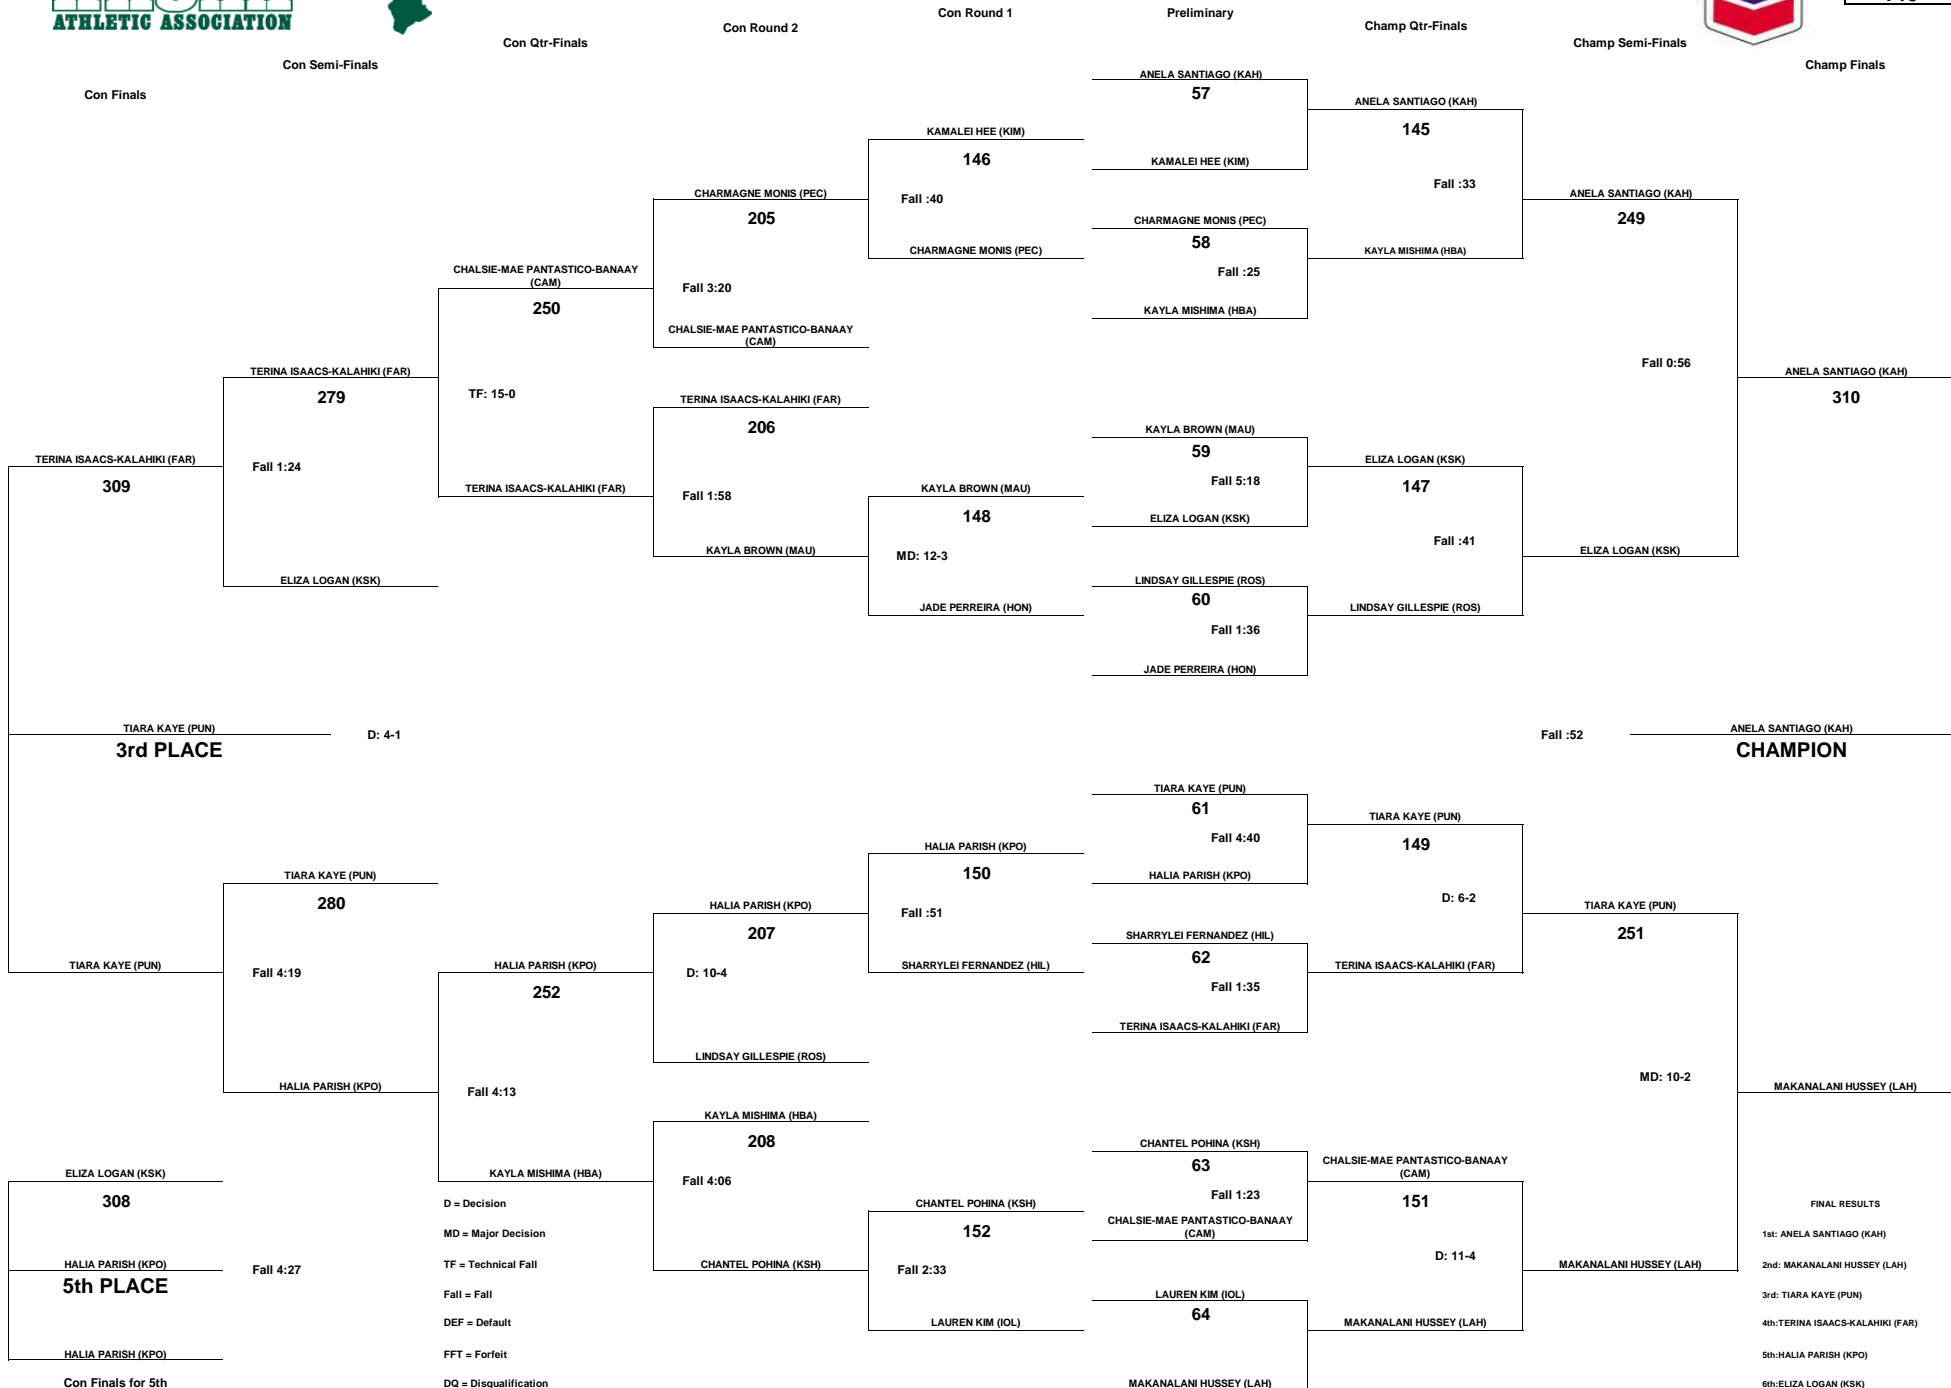 ATHLETIC ASSOCIATION
Con Finals
Con Semi-Finals
Con Qtr-Finals
Con Round 2
Con Round 1
Preliminary
Champ Qtr-Finals
Champ Semi-Finals
Champ Finals
ANELA SANTIAGO (KAH)
57
KAMALEI HEE (KIM)
CHARMAGNE MONIS (PEC)
58
Fall :25
KAYLA MISHIMA (HBA)
KAYLA BROWN (MAU)
59
Fall 5:18
ELIZA LOGAN (KSK)
LINDSAY GILLESPIE (ROS)
60
Fall 1:36
JADE PERREIRA (HON)
ANELA SANTIAGO (KAH)
145
Fall :33
KAYLA MISHIMA (HBA)
ELIZA LOGAN (KSK)
147
Fall :41
LINDSAY GILLESPIE (ROS)
ANELA SANTIAGO (KAH)
249
Fall 0:56
ELIZA LOGAN (KSK)
ANELA SANTIAGO (KAH)
310
KAMALEI HEE (KIM)
146
Fall :40
CHARMAGNE MONIS (PEC)
KAYLA BROWN (MAU)
148
MD: 12-3
JADE PERREIRA (HON)
CHARMAGNE MONIS (PEC)
205
Fall 3:20
CHALSIE-MAE PANTASTICO-BANAAY
(CAM)
TERINA ISAACS-KALAHIKI (FAR)
206
Fall 1:58
KAYLA BROWN (MAU)
CHALSIE-MAE PANTASTICO-BANAAY
(CAM)
250
TF: 15-0
TERINA ISAACS-KALAHIKI (FAR)
TERINA ISAACS-KALAHIKI (FAR)
279
Fall 1:24
ELIZA LOGAN (KSK)
TERINA ISAACS-KALAHIKI (FAR)
309
TIARA KAYE (PUN)
3rd PLACE
D: 4-1
Fall :52
ANELA SANTIAGO (KAH)
CHAMPION
TIARA KAYE (PUN)
61
Fall 4:40
HALIA PARISH (KPO)
SHARRYLEI FERNANDEZ (HIL)
62
Fall 1:35
TERINA ISAACS-KALAHIKI (FAR)
CHANTEL POHINA (KSH)
63
Fall 1:23
CHALSIE-MAE PANTASTICO-BANAAY
(CAM)
LAUREN KIM (IOL)
64
MAKANALANI HUSSEY (LAH)
TIARA KAYE (PUN)
149
D: 6-2
TERINA ISAACS-KALAHIKI (FAR)
CHALSIE-MAE PANTASTICO-BANAAY
(CAM)
151
D: 11-4
MAKANALANI HUSSEY (LAH)
TIARA KAYE (PUN)
251
MD: 10-2
MAKANALANI HUSSEY (LAH)
MAKANALANI HUSSEY (LAH)
HALIA PARISH (KPO)
150
Fall :51
SHARRYLEI FERNANDEZ (HIL)
CHANTEL POHINA (KSH)
152
Fall 2:33
LAUREN KIM (IOL)
HALIA PARISH (KPO)
207
D: 10-4
LINDSAY GILLESPIE (ROS)
KAYLA MISHIMA (HBA)
208
Fall 4:06
CHANTEL POHINA (KSH)
HALIA PARISH (KPO)
252
Fall 4:13
KAYLA MISHIMA (HBA)
TIARA KAYE (PUN)
280
Fall 4:19
HALIA PARISH (KPO)
TIARA KAYE (PUN)
ELIZA LOGAN (KSK)
308
HALIA PARISH (KPO)
5th PLACE
Fall 4:27
HALIA PARISH (KPO)
Con Finals for 5th
D = Decision
MD = Major Decision
TF = Technical Fall
Fall = Fall
DEF = Default
FFT = Forfeit
DQ = Disqualification
FINAL RESULTS
1st: ANELA SANTIAGO (KAH)
2nd: MAKANALANI HUSSEY (LAH)
3rd: TIARA KAYE (PUN)
4th:TERINA ISAACS-KALAHIKI (FAR)
5th:HALIA PARISH (KPO)
6th:ELIZA LOGAN (KSK)